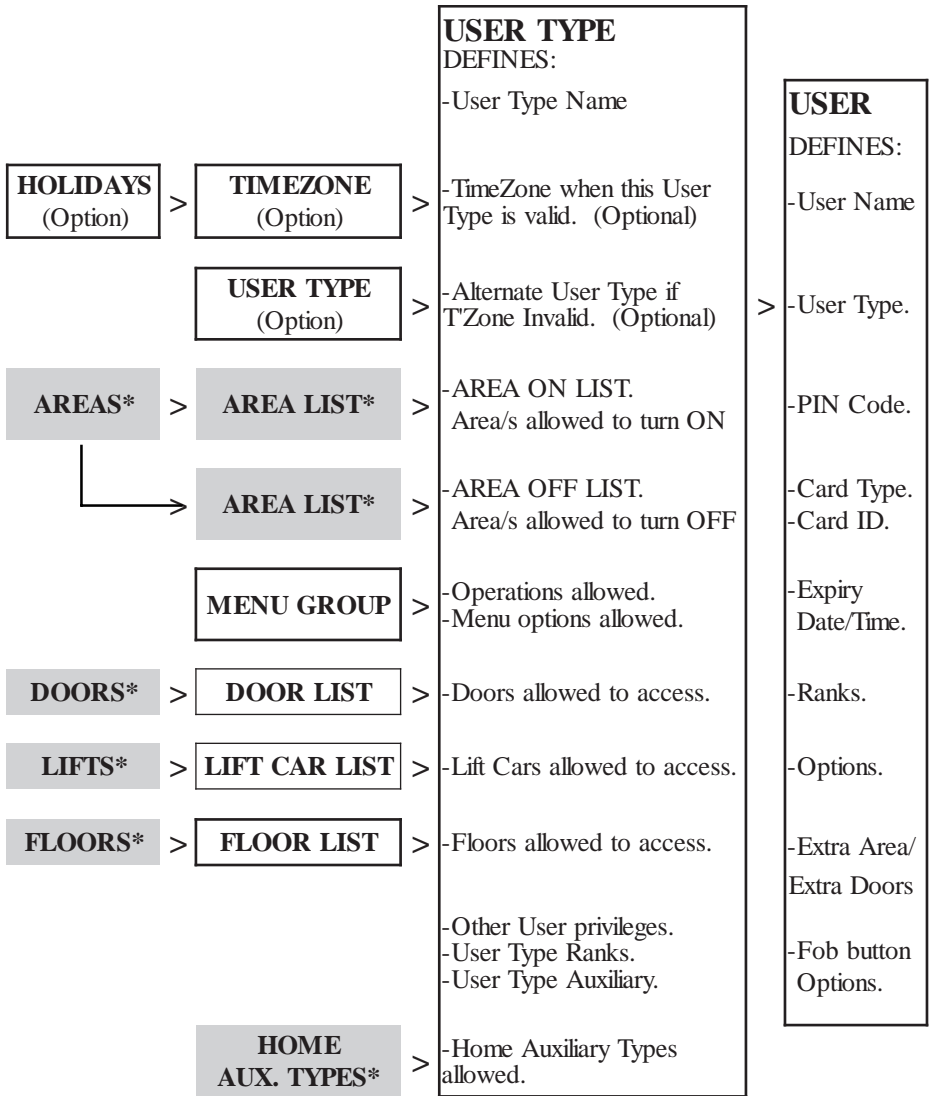 USER TYPE
DEFINES:
-User Type Name
USER
DEFINES:
HOLIDAYS
(Option)
>
TIMEZONE
(Option)
>
-TimeZone when this User
Type is valid. (Optional)
-User Name
USER TYPE
(Option)
>
-Alternate User Type if
T'Zone Invalid. (Optional)
>
-User Type.
AREAS*
>
AREA LIST*
>
-AREA ON LIST.
Area/s allowed to turn ON
-PIN Code.
AREA LIST*
>
-AREA OFF LIST.
Area/s allowed to turn OFF
-Card Type.
-Card ID.
MENU GROUP
>
-Operations allowed.
-Menu options allowed.
-Expiry
Date/Time.
DOORS*
>
DOOR LIST
>
-Doors allowed to access.
-Ranks.
LIFTS*
>
LIFT CAR LIST
>
-Lift Cars allowed to access.
-Options.
FLOORS*
>
FLOOR LIST
>
-Floors allowed to access.
-Extra Area/
Extra Doors
-Other User privileges.
-User Type Ranks.
-User Type Auxiliary.
-Fob button
Options.
HOME
AUX. TYPES*
>
-Home Auxiliary Types
allowed.